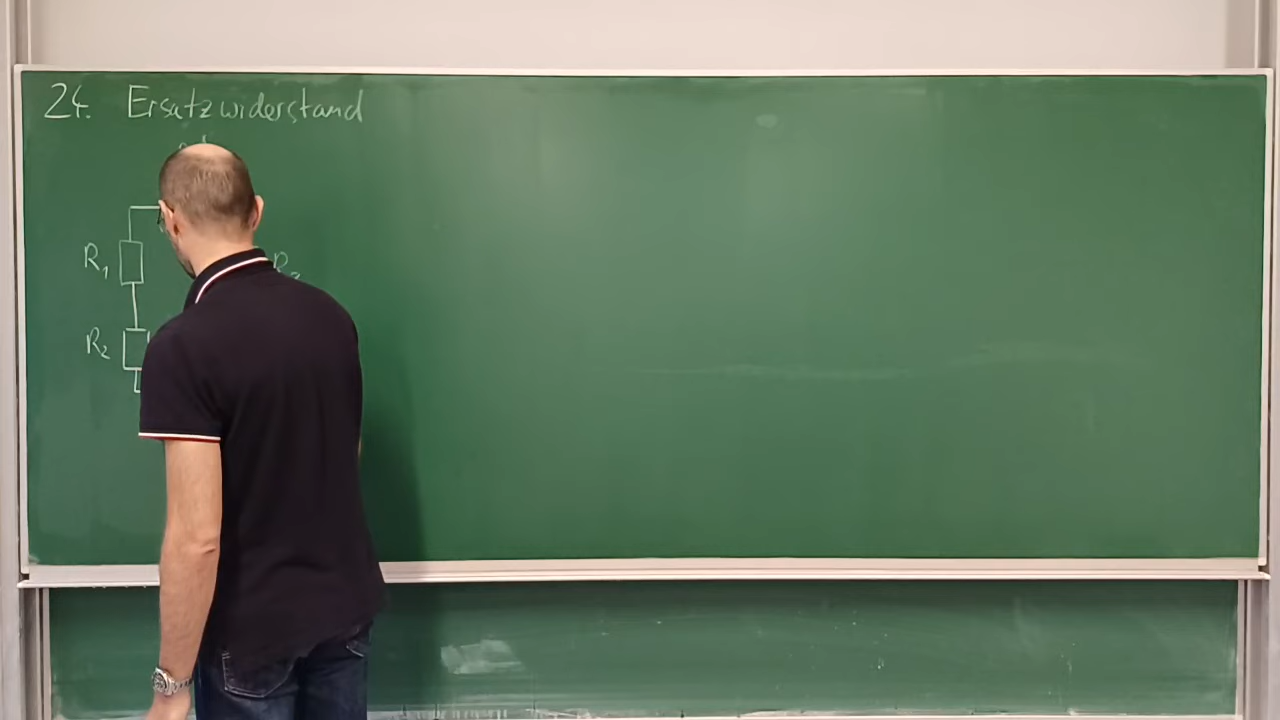 24. Ersatzwiderstand
R₁
R₂